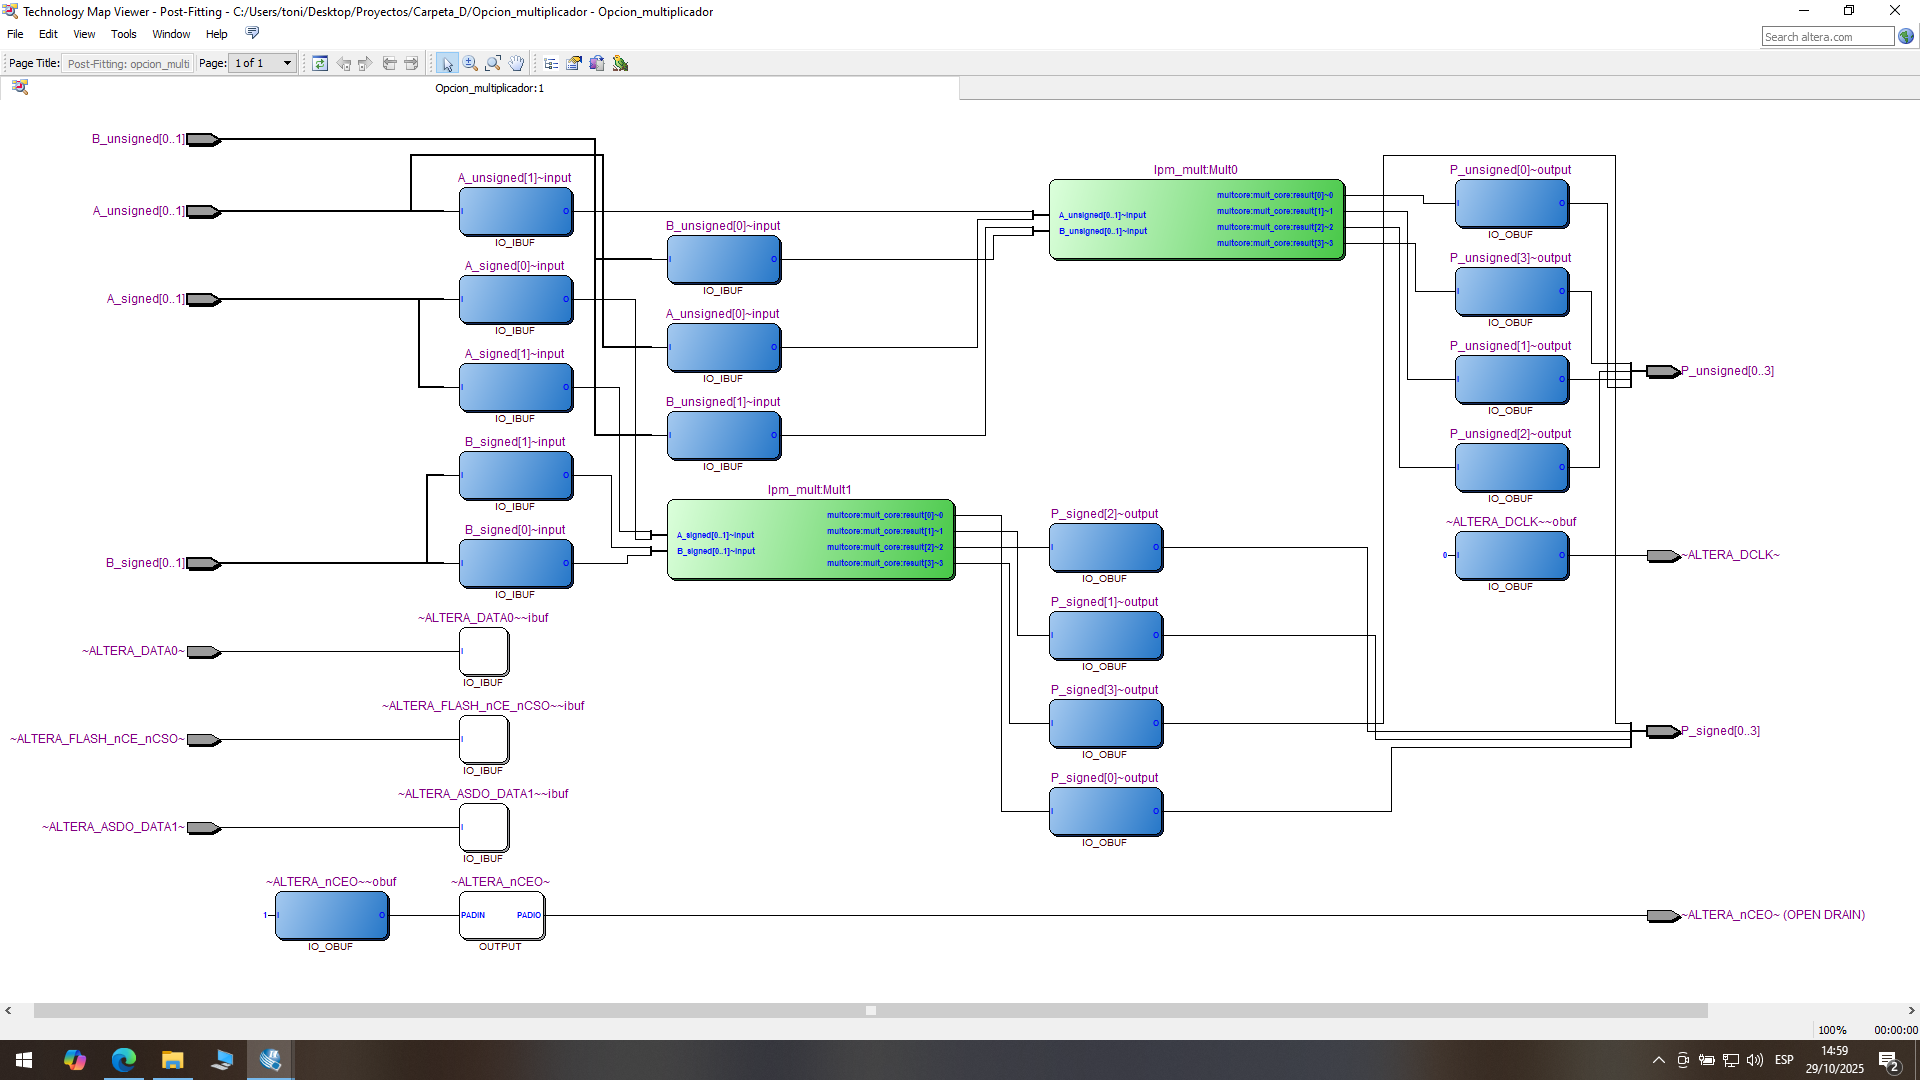 Technology Map Viewer - Post-Fitting - C:/Users/toni/Desktop/Proyectos/Carpeta_D/Opcion_multiplicador - Opcion_multiplicador
File Edit View Tools Window Help
Search altera.com
Page Title: Post-Fitting: opcion_multi Page: 1 of 1
Opcion_multiplicador:1
B_unsigned[0..1]
A_unsigned[0..1]
A_signed[0..1]
B_signed[0..1]
~ALTERA_DATA0~
~ALTERA_FLASH_nCE_nCSO~
~ALTERA_ASDO_DATA1~
A_unsigned[1]~input
I O
IO_IBUF
A_signed[0]~input
I O
IO_IBUF
A_signed[1]~input
I O
IO_IBUF
B_signed[1]~input
I O
IO_IBUF
B_signed[0]~input
I O
IO_IBUF
~ALTERA_DATA0~~ibuf
I
IO_IBUF
~ALTERA_FLASH_nCE_nCSO~~ibuf
I
IO_IBUF
~ALTERA_ASDO_DATA1~~ibuf
I
IO_IBUF
~ALTERA_nCEO~~obuf
1 I O
IO_OBUF
~ALTERA_nCEO~
PADIN PADIO
OUTPUT
B_unsigned[0]~input
I O
IO_IBUF
A_unsigned[0]~input
I O
IO_IBUF
B_unsigned[1]~input
I O
IO_IBUF
lpm_mult:Mult1
A_signed[0..1]~input
B_signed[0..1]~input
multcore:mult_core:result[0]~0
multcore:mult_core:result[1]~1
multcore:mult_core:result[2]~2
multcore:mult_core:result[3]~3
lpm_mult:Mult0
A_unsigned[0..1]~input
B_unsigned[0..1]~input
multcore:mult_core:result[0]~0
multcore:mult_core:result[1]~1
multcore:mult_core:result[2]~2
multcore:mult_core:result[3]~3
P_signed[2]~output
I O
IO_OBUF
P_signed[1]~output
I O
IO_OBUF
P_signed[3]~output
I O
IO_OBUF
P_signed[0]~output
I O
IO_OBUF
P_unsigned[0]~output
I O
IO_OBUF
P_unsigned[3]~output
I O
IO_OBUF
P_unsigned[1]~output
I O
IO_OBUF
P_unsigned[2]~output
I O
IO_OBUF
~ALTERA_DCLK~~obuf
0 I O
IO_OBUF
P_unsigned[0..3]
~ALTERA_DCLK~
P_signed[0..3]
~ALTERA_nCEO~ (OPEN DRAIN)
100% 00:00:00
ESP
14:59
29/10/2025
2